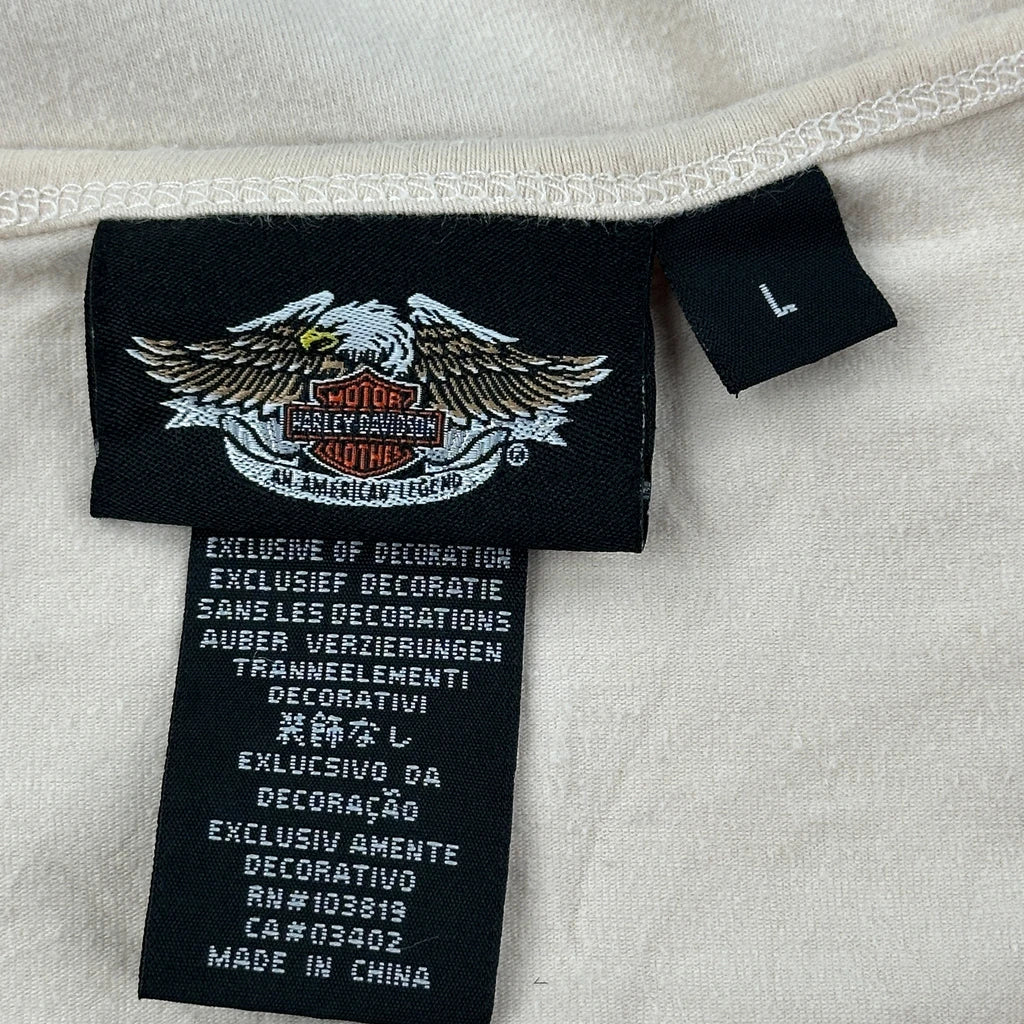 MOTOR
HARLEY-DAVIDSON
CLOTHES
AN AMERICAN LEGEND
®
L
EXCLUSIVE OF DECORATION
EXCLUSIEF DECORATIE
SANS LES DECORATIONS
AUBER VERZIERUNGEN
TRANNEELEMENTI
DECORATIVI
装飾なし
EXLUCSIVO DA
DECORAÇÃO
EXCLUSIV AMENTE
DECORATIVO
RN#103819
CA#03402
MADE IN CHINA